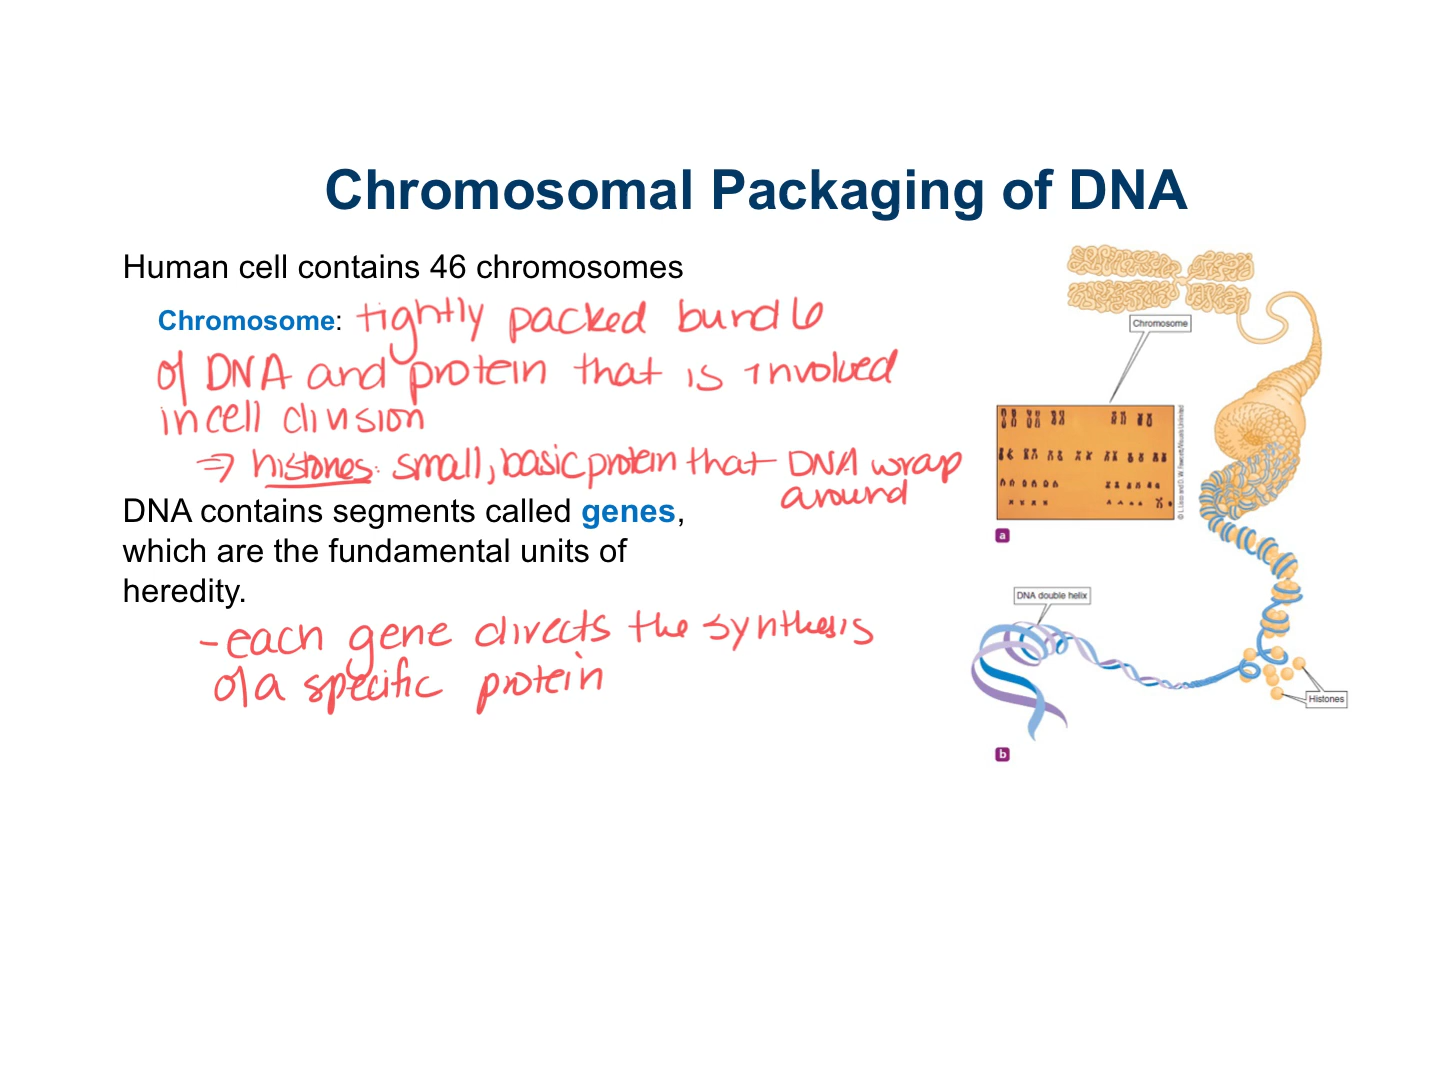 Chromosomal Packaging of DNA
Human cell contains 46 chromosomes
Chromosome: tightly packed bundle
of DNA and protein that is involved
in cell division
⇒ histones: small, basic protein that DNA wrap
around
DNA contains segments called genes,
which are the fundamental units of
heredity.
- each gene directs the synthesis
of a specific protein
Chromosome
a
DNA double helix
Histones
b